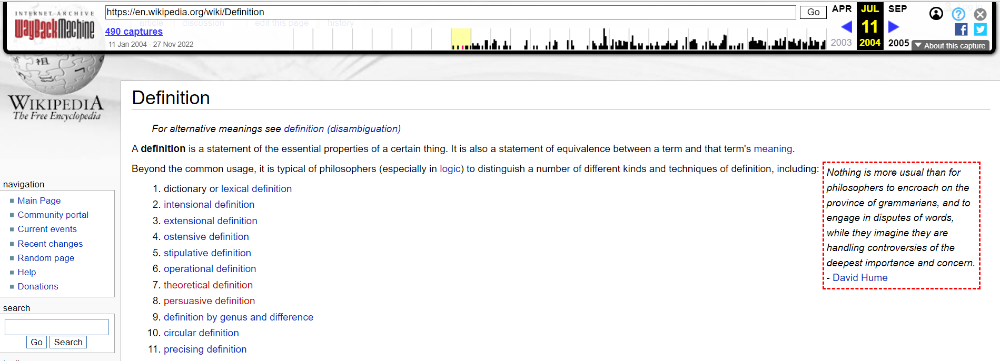 INTERNET ARCHIVE
WayBackMachine
https://en.wikipedia.org/wiki/Definition
Go
490 captures
11 Jan 2004 - 27 Nov 2022
APR JUL SEP
11
2003 2004 2005
About this capture
Log in
article discussion edit this page history
WIKIPEDIA
The Free Encyclopedia
navigation
Main Page
Community portal
Current events
Recent changes
Random page
Help
Donations
search
Go Search
Definition
For alternative meanings see definition (disambiguation)
A definition is a statement of the essential properties of a certain thing. It is also a statement of equivalence between a term and that term's meaning.
Beyond the common usage, it is typical of philosophers (especially in logic) to distinguish a number of different kinds and techniques of definition, including:
1. dictionary or lexical definition
2. intensional definition
3. extensional definition
4. ostensive definition
5. stipulative definition
6. operational definition
7. theoretical definition
8. persuasive definition
9. definition by genus and difference
10. circular definition
11. precising definition
Nothing is more usual than for
philosophers to encroach on the
province of grammarians, and to
engage in disputes of words,
while they imagine they are
handling controversies of the
deepest importance and concern.
- David Hume